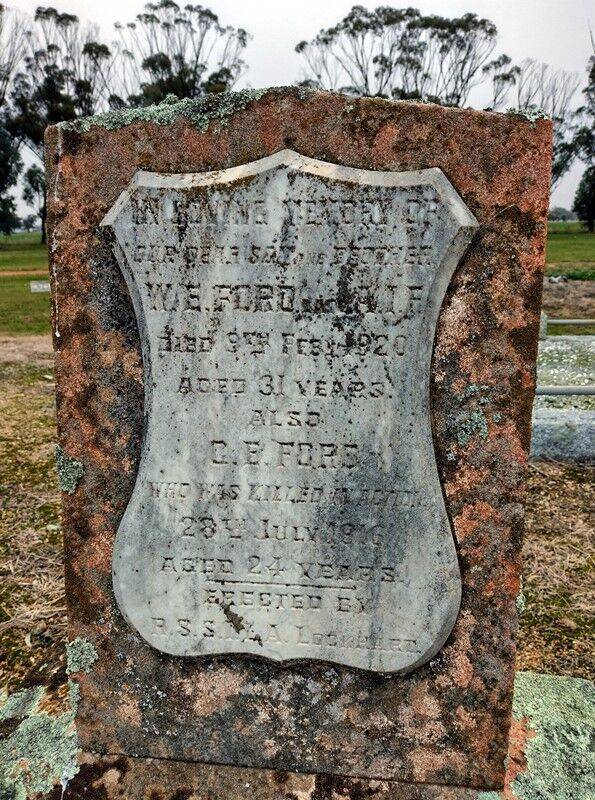 IN LOVING MEMORY OF
OUR DEAR SON AND BROTHER
W.E. FORD A.I.F.
DIED 9TH FEBY 1920
AGED 31 YEARS.
ALSO
C.E. FORD
WHO WAS KILLED IN ACTION
28TH JULY 1916
AGED 24 YEARS.
ERECTED BY
R.S.S.I.L.A. LOCKHART.